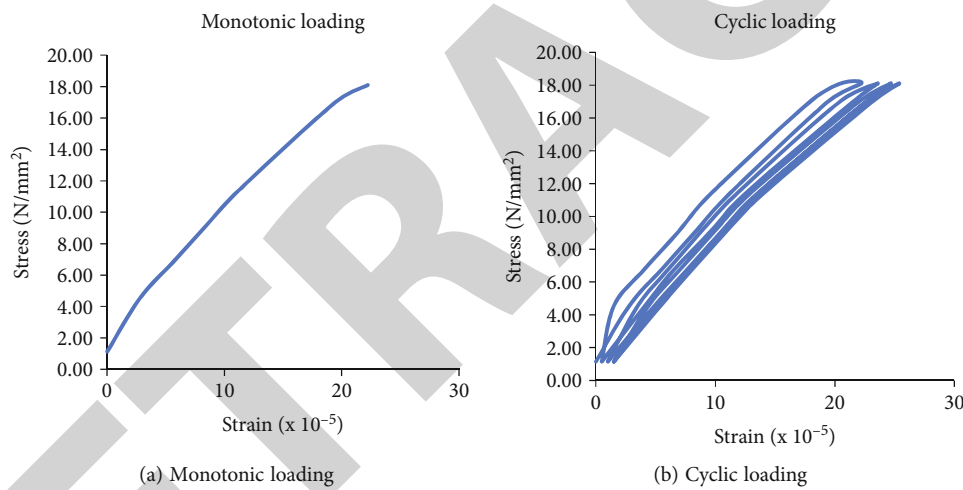 Monotonic loading
20.00
18.00
16.00
14.00
12.00
10.00
8.00
6.00
4.00
2.00
0.00
Stress (N/mm²)
0 10 20 30
Strain (x 10⁻⁵)
(a) Monotonic loading
Cyclic loading
20.00
18.00
16.00
14.00
12.00
10.00
8.00
6.00
4.00
2.00
0.00
Stress (N/mm²)
0 10 20 30
Strain (x 10⁻⁵)
(b) Cyclic loading